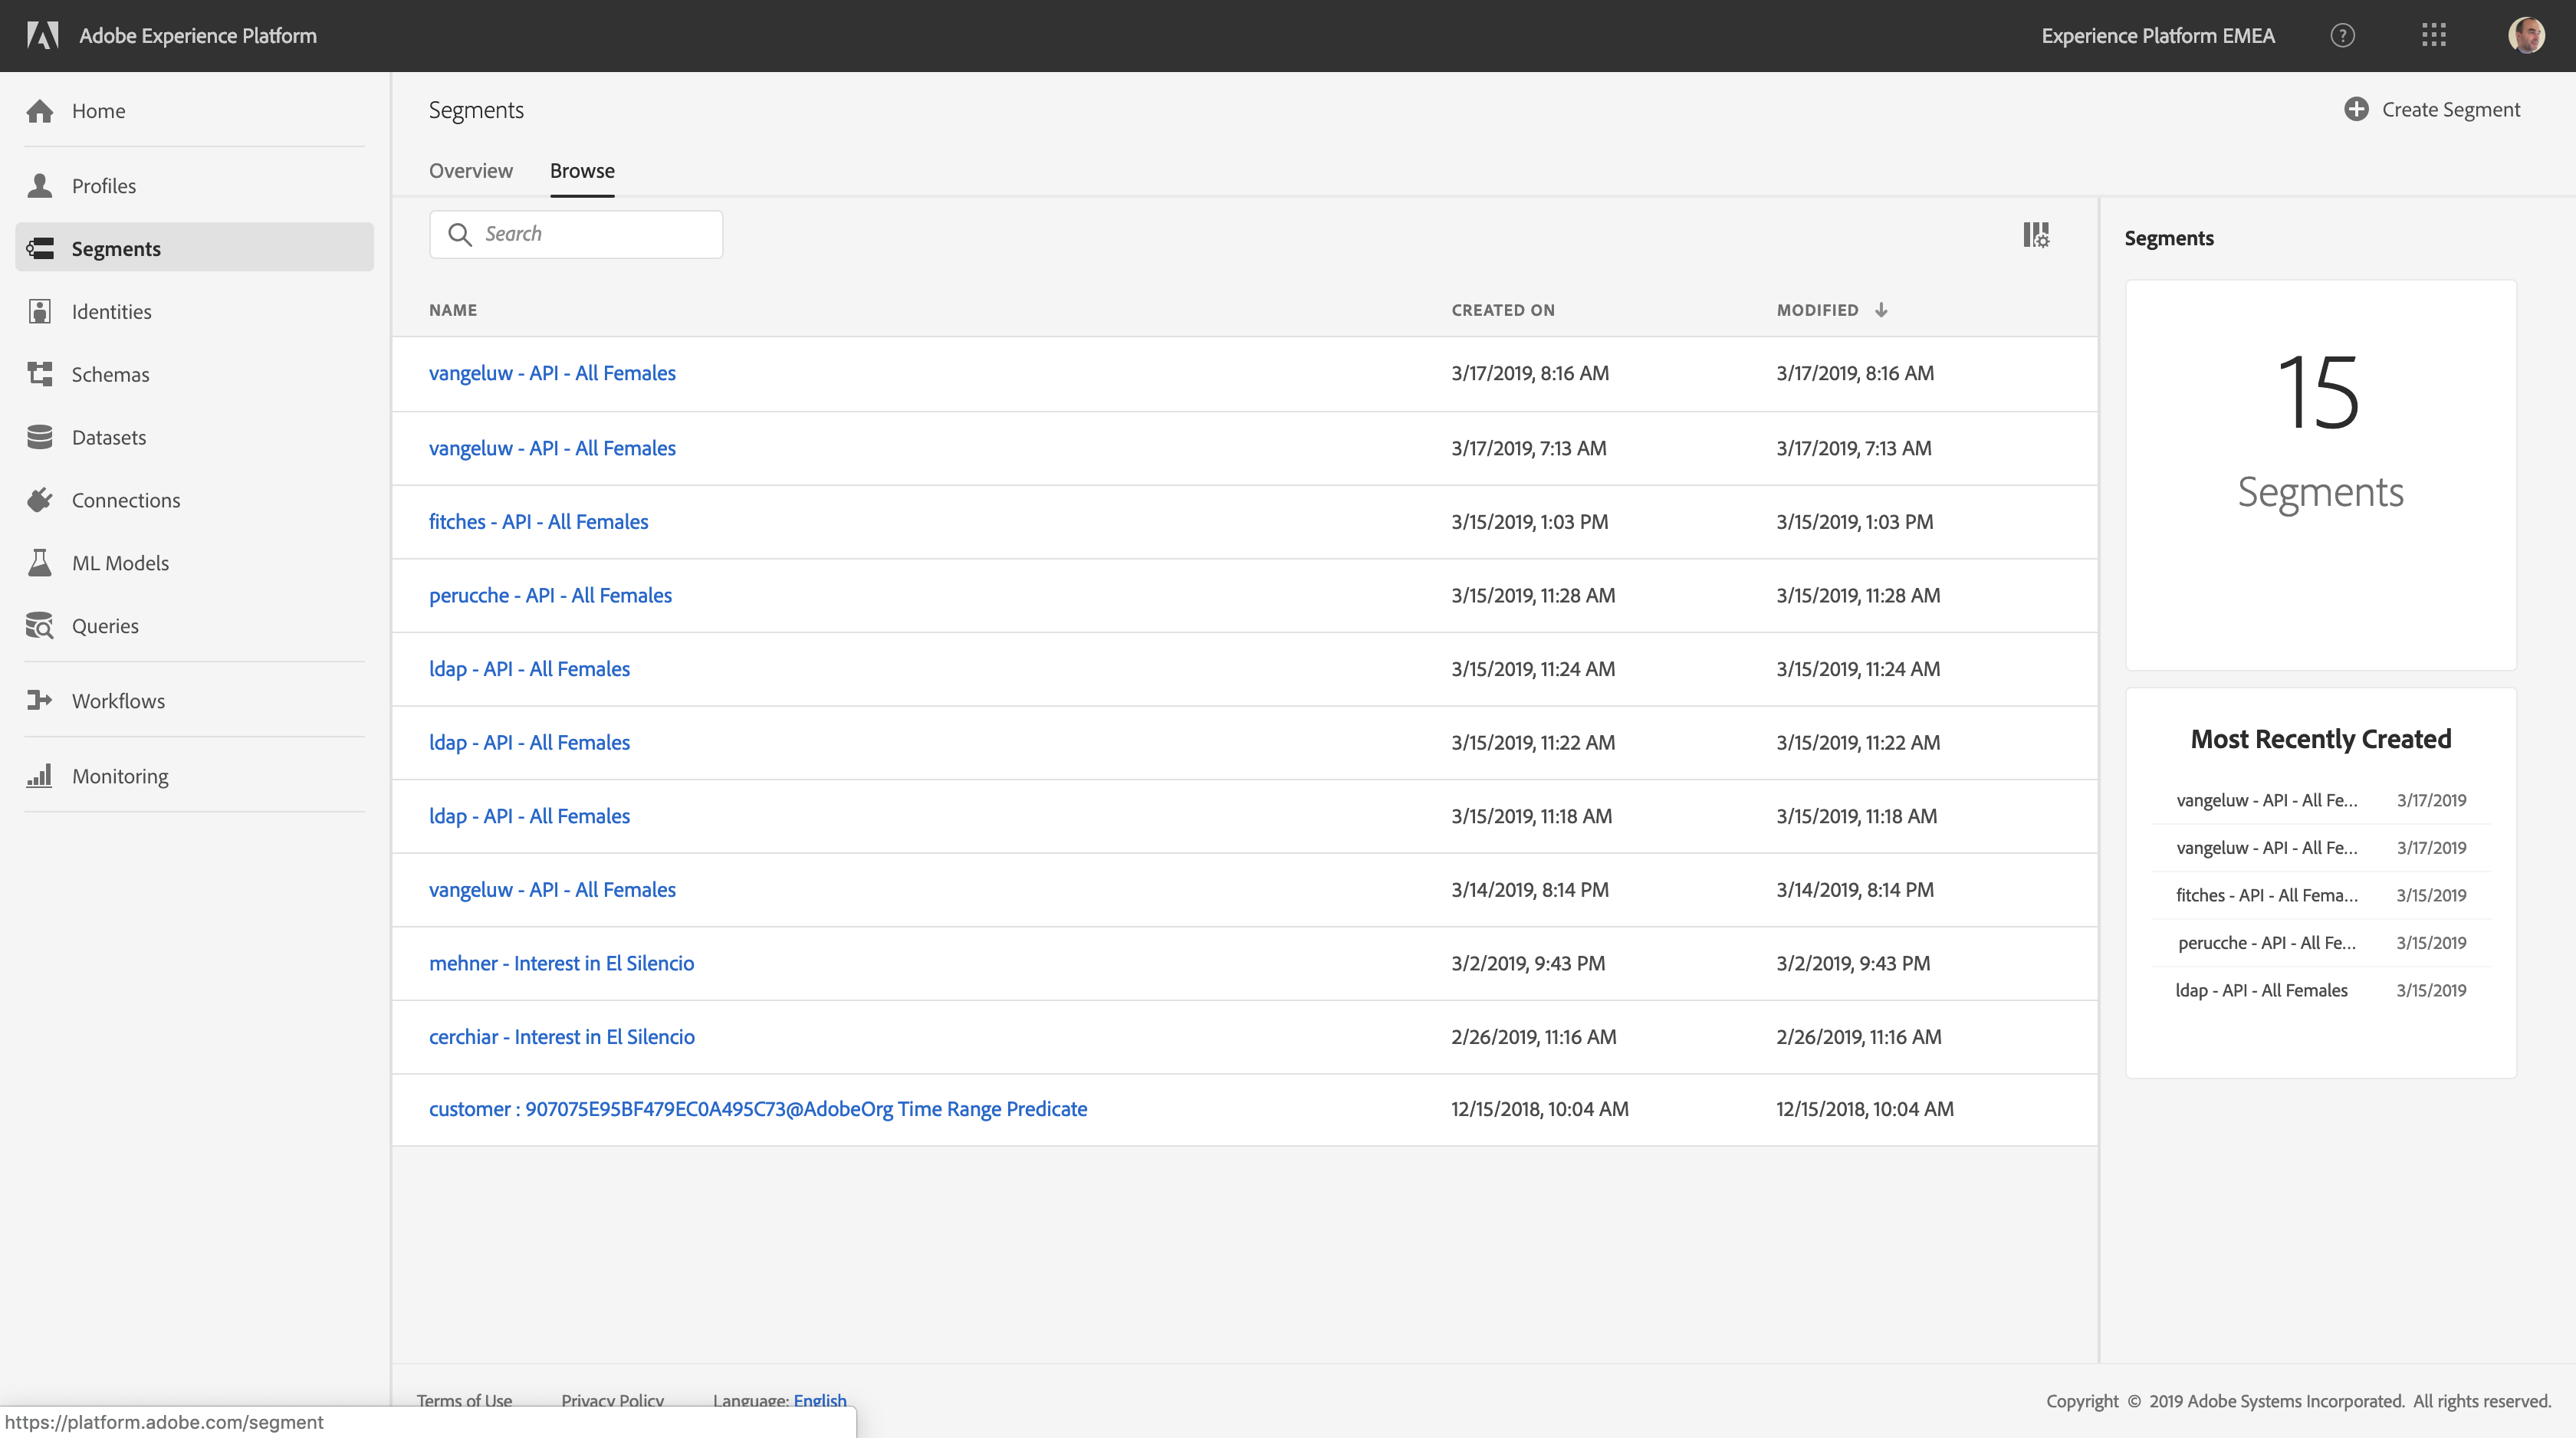 Adobe Experience Platform
Experience Platform EMEA
?
Home
Profiles
Segments
Identities
Schemas
Datasets
Connections
ML Models
Queries
Workflows
Monitoring
Segments
Create Segment
Overview Browse
Search
NAME CREATED ON MODIFIED
vangeluw - API - All Females 3/17/2019, 8:16 AM 3/17/2019, 8:16 AM
vangeluw - API - All Females 3/17/2019, 7:13 AM 3/17/2019, 7:13 AM
fitches - API - All Females 3/15/2019, 1:03 PM 3/15/2019, 1:03 PM
perucche - API - All Females 3/15/2019, 11:28 AM 3/15/2019, 11:28 AM
ldap - API - All Females 3/15/2019, 11:24 AM 3/15/2019, 11:24 AM
ldap - API - All Females 3/15/2019, 11:22 AM 3/15/2019, 11:22 AM
ldap - API - All Females 3/15/2019, 11:18 AM 3/15/2019, 11:18 AM
vangeluw - API - All Females 3/14/2019, 8:14 PM 3/14/2019, 8:14 PM
mehner - Interest in El Silencio 3/2/2019, 9:43 PM 3/2/2019, 9:43 PM
cerchiar - Interest in El Silencio 2/26/2019, 11:16 AM 2/26/2019, 11:16 AM
customer : 907075E95BF479EC0A495C73@AdobeOrg Time Range Predicate 12/15/2018, 10:04 AM 12/15/2018, 10:04 AM
Segments
15
Segments
Most Recently Created
vangeluw - API - All Fe... 3/17/2019
vangeluw - API - All Fe... 3/17/2019
fitches - API - All Fema... 3/15/2019
perucche - API - All Fe... 3/15/2019
ldap - API - All Females 3/15/2019
Terms of Use Privacy Policy Language: English
Copyright © 2019 Adobe Systems Incorporated. All rights reserved.
https://platform.adobe.com/segment